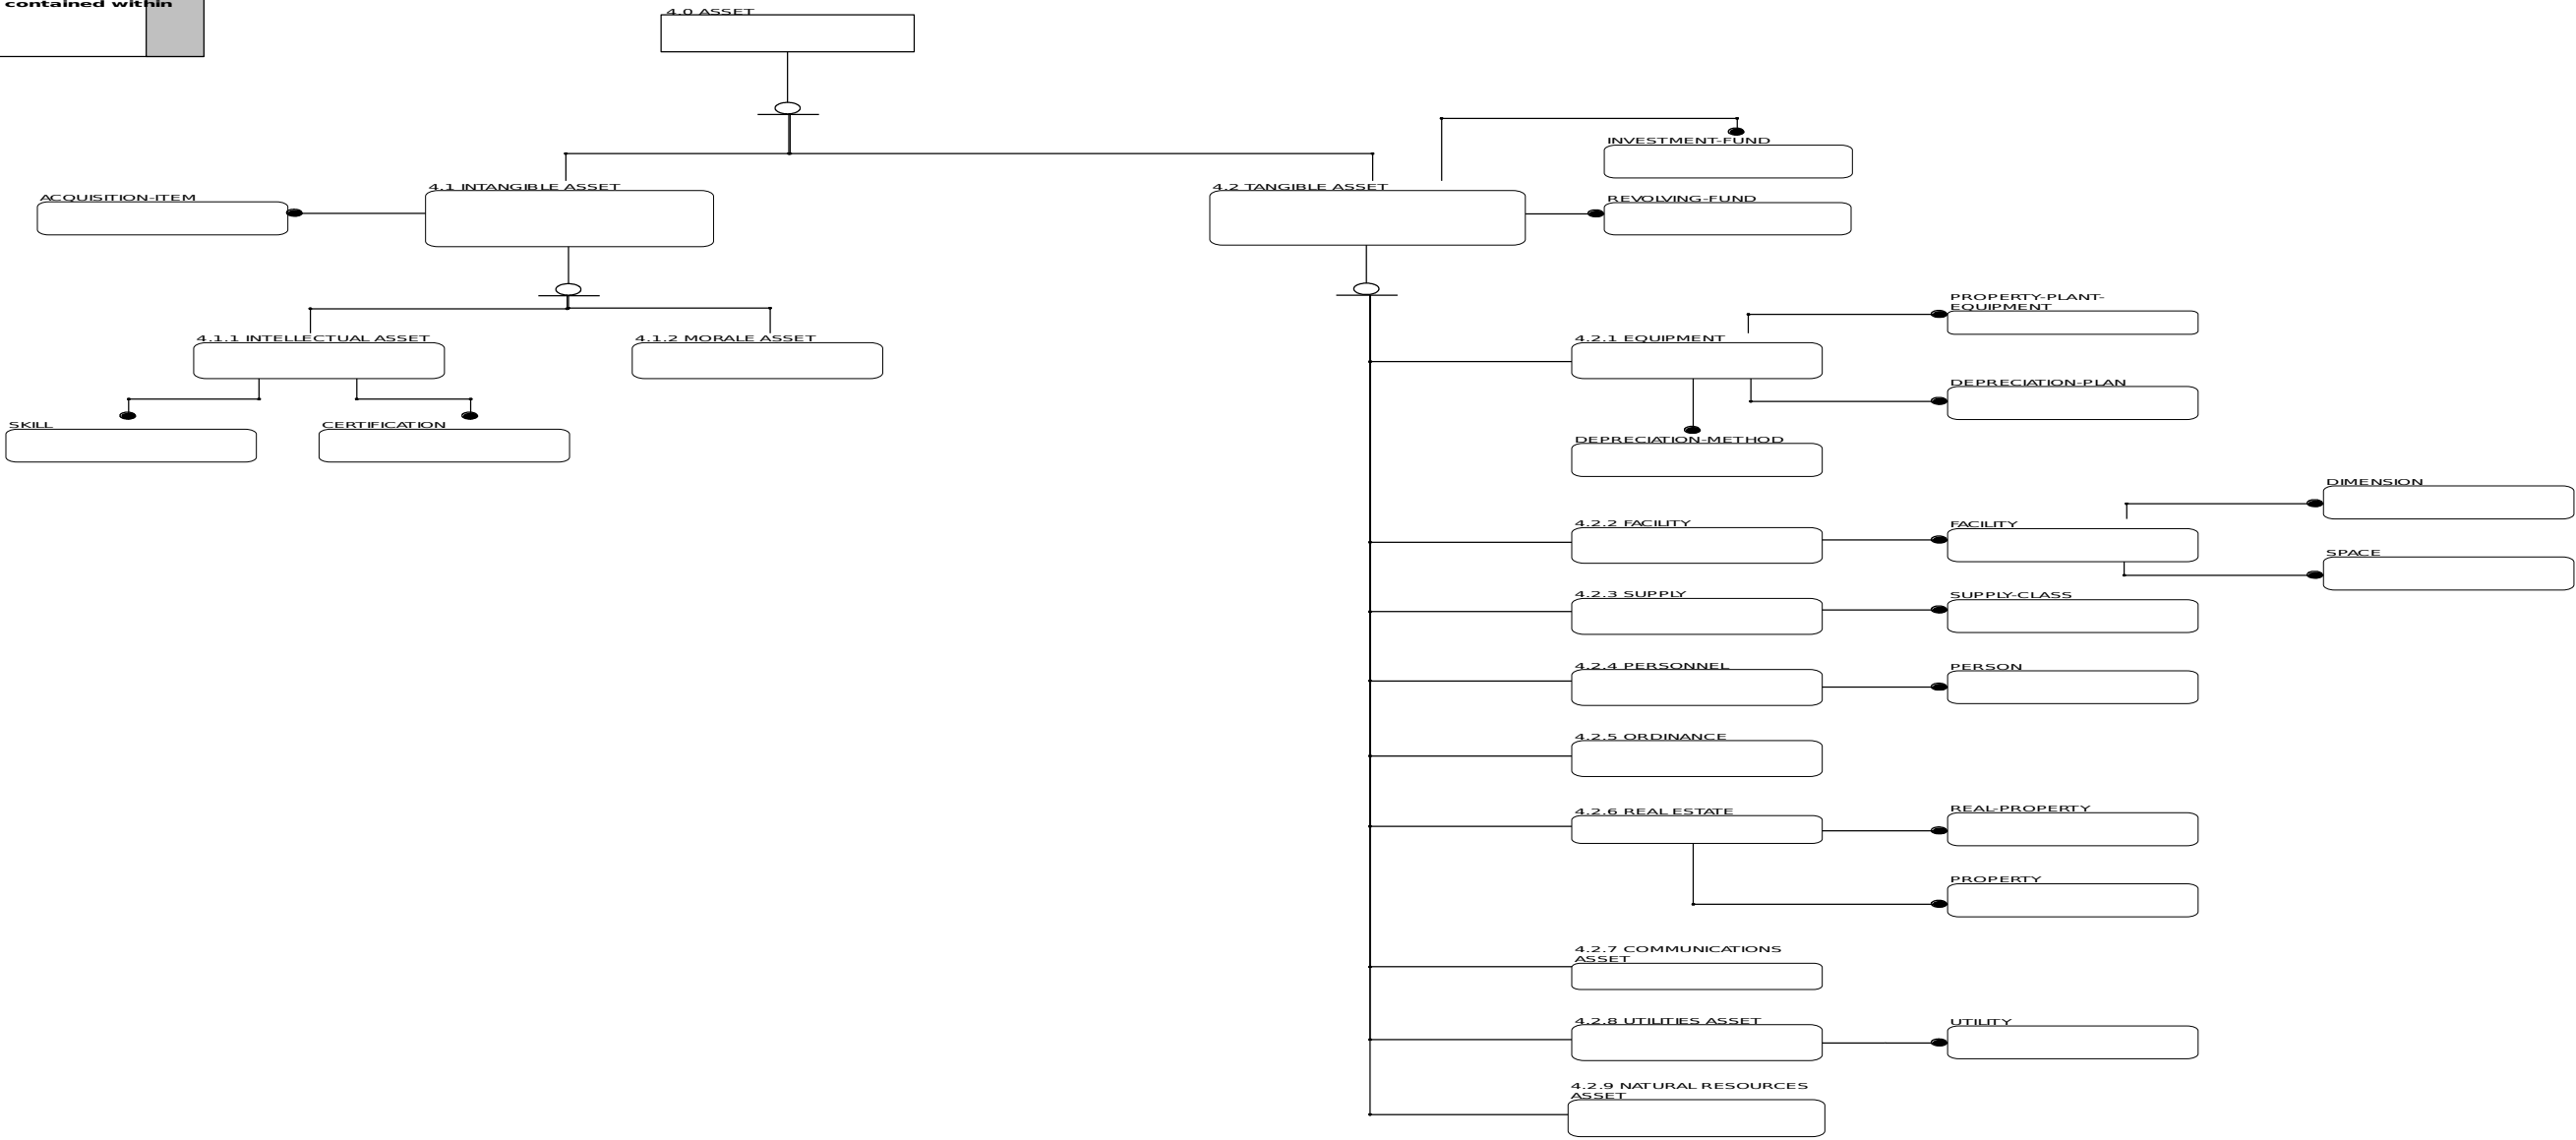 contained within
4.0 ASSET
INVESTMENT-FUND
ACQUISITION-ITEM
4.1 INTANGIBLE ASSET
4.2 TANGIBLE ASSET
REVOLVING-FUND
PROPERTY-PLANT-
EQUIPMENT
4.1.1 INTELLECTUAL ASSET
4.1.2 MORALE ASSET
4.2.1 EQUIPMENT
DEPRECIATION-PLAN
SKILL
CERTIFICATION
DEPRECIATION-METHOD
DIMENSION
4.2.2 FACILITY
FACILITY
SPACE
4.2.3 SUPPLY
SUPPLY-CLASS
4.2.4 PERSONNEL
PERSON
4.2.5 ORDINANCE
4.2.6 REAL ESTATE
REAL-PROPERTY
PROPERTY
4.2.7 COMMUNICATIONS
ASSET
4.2.8 UTILITIES ASSET
UTILITY
4.2.9 NATURAL RESOURCES
ASSET